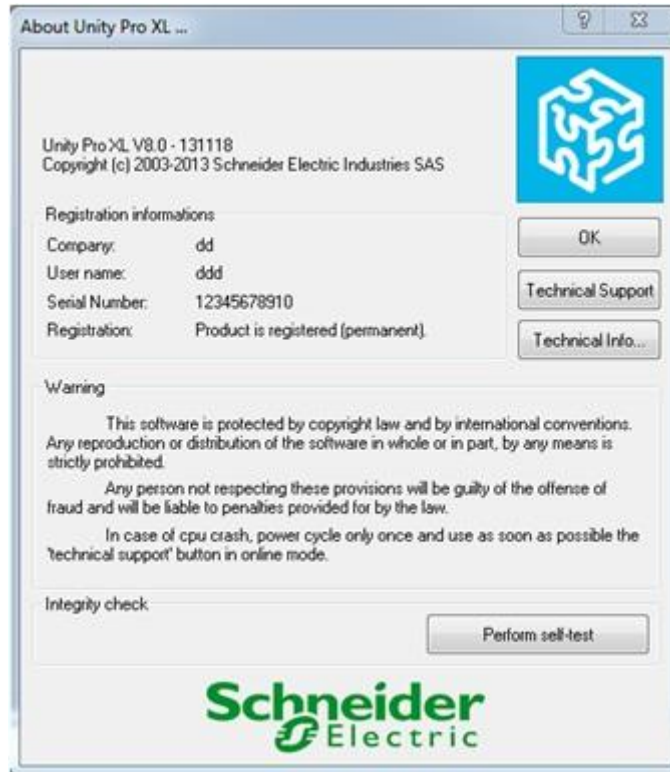 About Unity Pro XL ...
Unity Pro XL V8.0 - 131118
Copyright (c) 2003-2013 Schneider Electric Industries SAS
Registration informations
Company: dd
User name: ddd
Serial Number: 12345678910
Registration: Product is registered (permanent).
OK
Technical Support
Technical Info...
Warning
This software is protected by copyright law and by international conventions.
Any reproduction or distribution of the software in whole or in part, by any means is
strictly prohibited.
Any person not respecting these provisions will be guilty of the offense of
fraud and will be liable to penalties provided for by the law.
In case of cpu crash, power cycle only once and use as soon as possible the
'technical support' button in online mode.
Integrity check
Perform self-test
Schneider
Electric